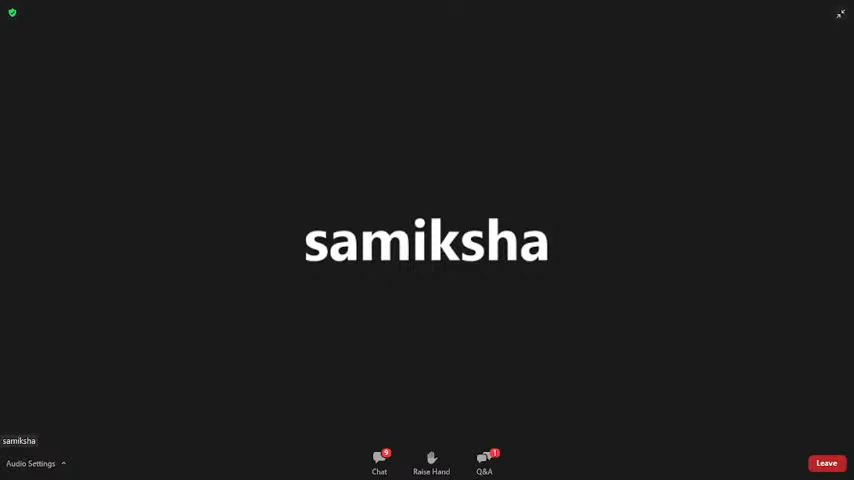 samiksha
samiksha
Audio Settings
9
Chat
Raise Hand
1
Q&A
Leave